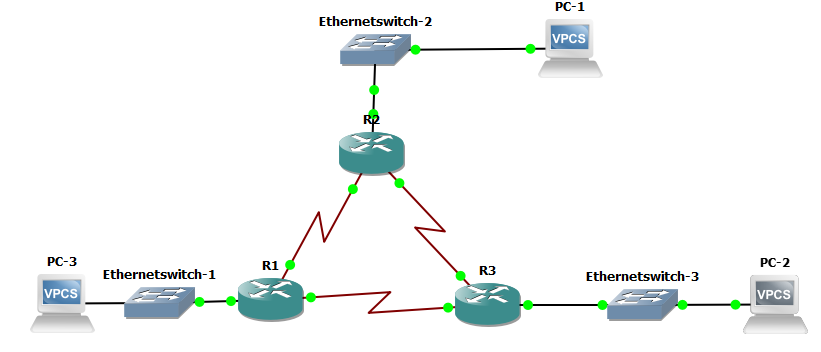 PC-1
Ethernetswitch-2
VPCS
R2
PC-3
Ethernetswitch-1
R1
R3
Ethernetswitch-3
PC-2
VPCS
VPCS